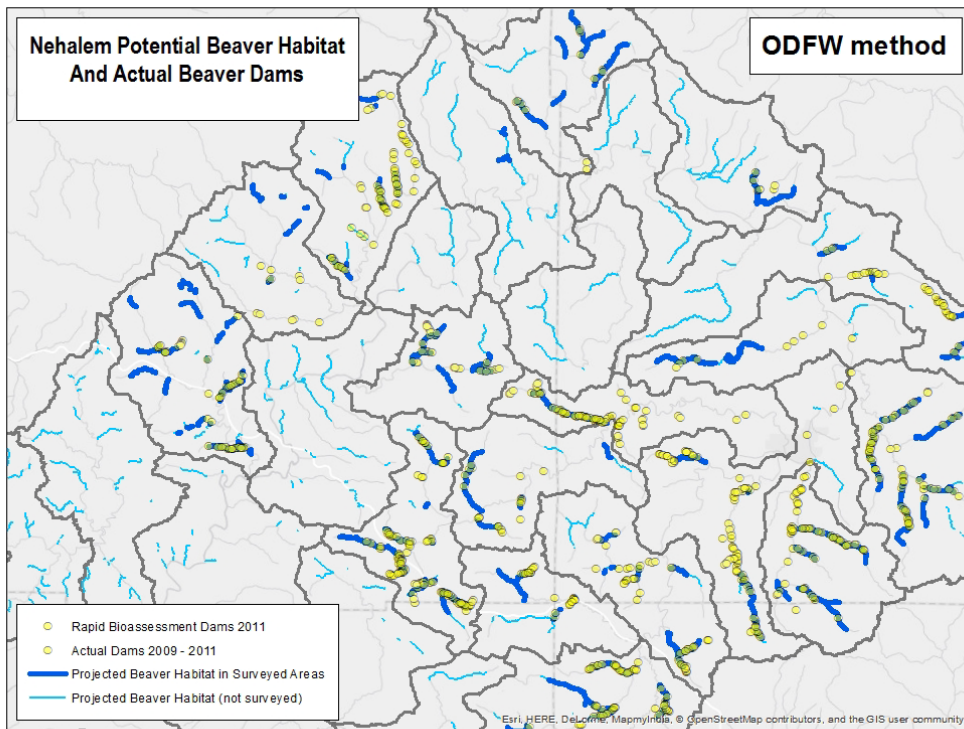 Nehalem Potential Beaver Habitat
And Actual Beaver Dams
ODFW method
Rapid Bioassessment Dams 2011
Actual Dams 2009 - 2011
Projected Beaver Habitat in Surveyed Areas
Projected Beaver Habitat (not surveyed)
Esri, HERE, DeLorme, MapmyIndia, © OpenStreetMap contributors, and the GIS user community